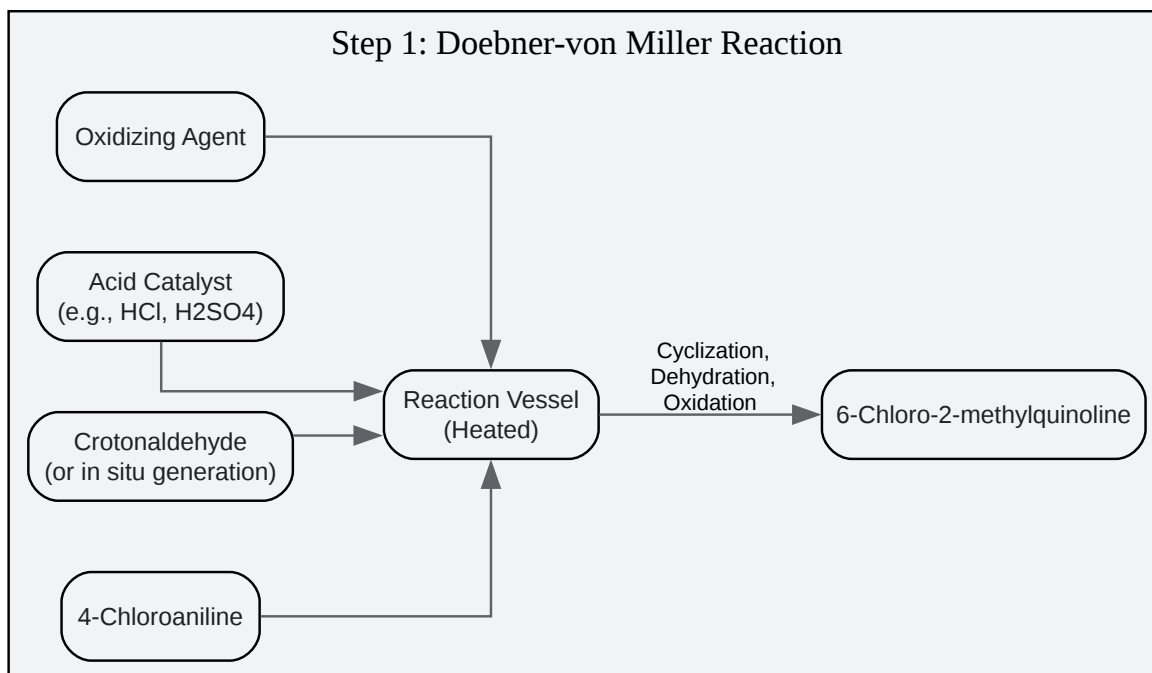 Step 1: Doebner-von Miller Reaction
Oxidizing Agent
Acid Catalyst
(e.g., HCl, H2SO4)
Crotonaldehyde
(or in situ generation)
4-Chloroaniline
Reaction Vessel
(Heated)
Cyclization,
Dehydration,
Oxidation
6-Chloro-2-methylquinoline